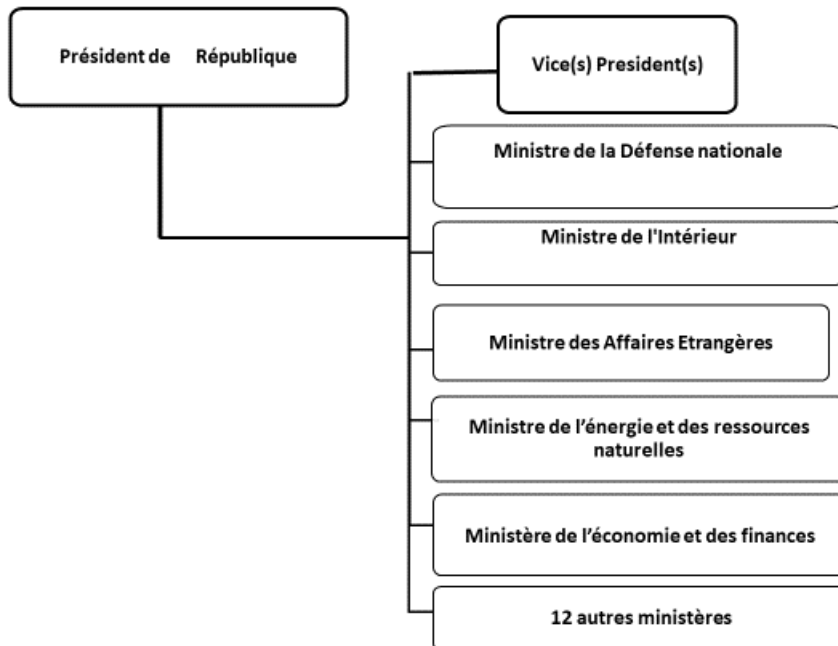 Président de République
Vice(s) President(s)
Ministre de la Défense nationale
Ministre de l'Intérieur
Ministre des Affaires Etrangères
Ministre de l’énergie et des ressources
naturelles
Ministère de l’économie et des finances
12 autres ministères